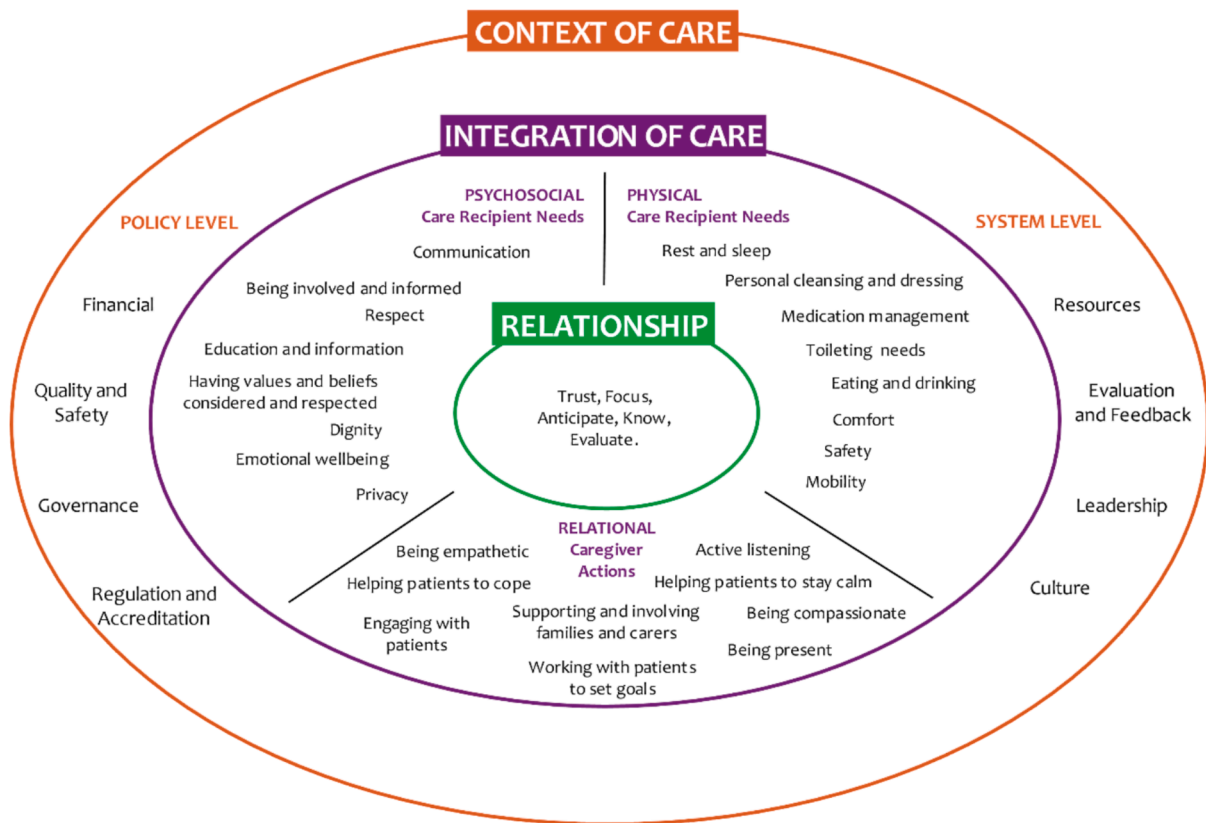 CONTEXT OF CARE
INTEGRATION OF CARE
PSYCHOSOCIAL
Care Recipient Needs
Communication
Being involved and informed
Respect
Education and information
Having values and beliefs
considered and respected
Dignity
Emotional wellbeing
Privacy
PHYSICAL
Care Recipient Needs
Rest and sleep
Personal cleansing and dressing
Medication management
Toileting needs
Eating and drinking
Comfort
Safety
Mobility
RELATIONSHIP
Trust, Focus,
Anticipate, Know,
Evaluate.
RELATIONAL
Caregiver
Actions
Being empathetic
Helping patients to cope
Engaging with
patients
Supporting and involving
families and carers
Working with patients
to set goals
Active listening
Helping patients to stay calm
Being compassionate
Being present
POLICY LEVEL
Financial
Quality and
Safety
Governance
Regulation and
Accreditation
SYSTEM LEVEL
Resources
Evaluation
and Feedback
Leadership
Culture